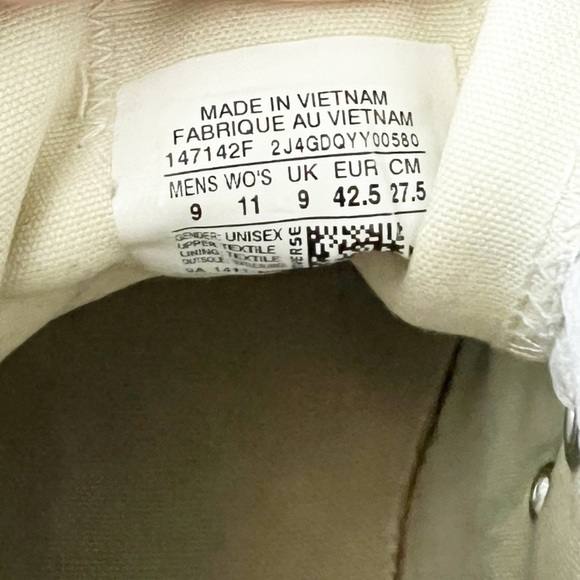 MADE IN VIETNAM
FABRIQUE AU VIETNAM
147142F 2J4GDQYY00580
MENS WO'S UK EUR CM
9 11 9 42.5 27.5
GENDER: UNISEX
UPPER: TEXTILE
LINING: TEXTILE
OUTSOLE: